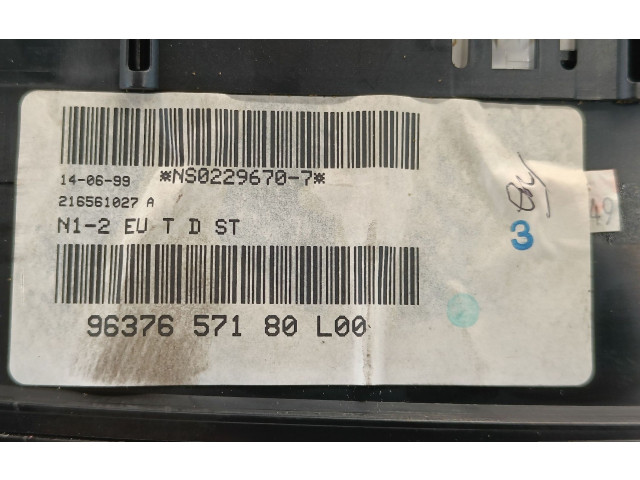 14-06-99 *NS0229670-7*
216561027 A
N1-2 EU T D ST
3
49
96376 571 80 L00